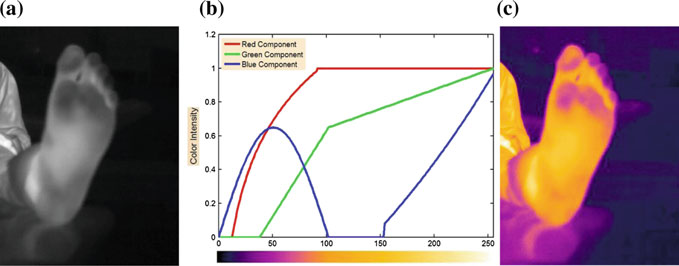 (a) (b) (c)
1.2
Red Component
Green Component
Blue Component
1
0.8
0.6
0.4
0.2
0
Color Intensity
0 50 100 150 200 250